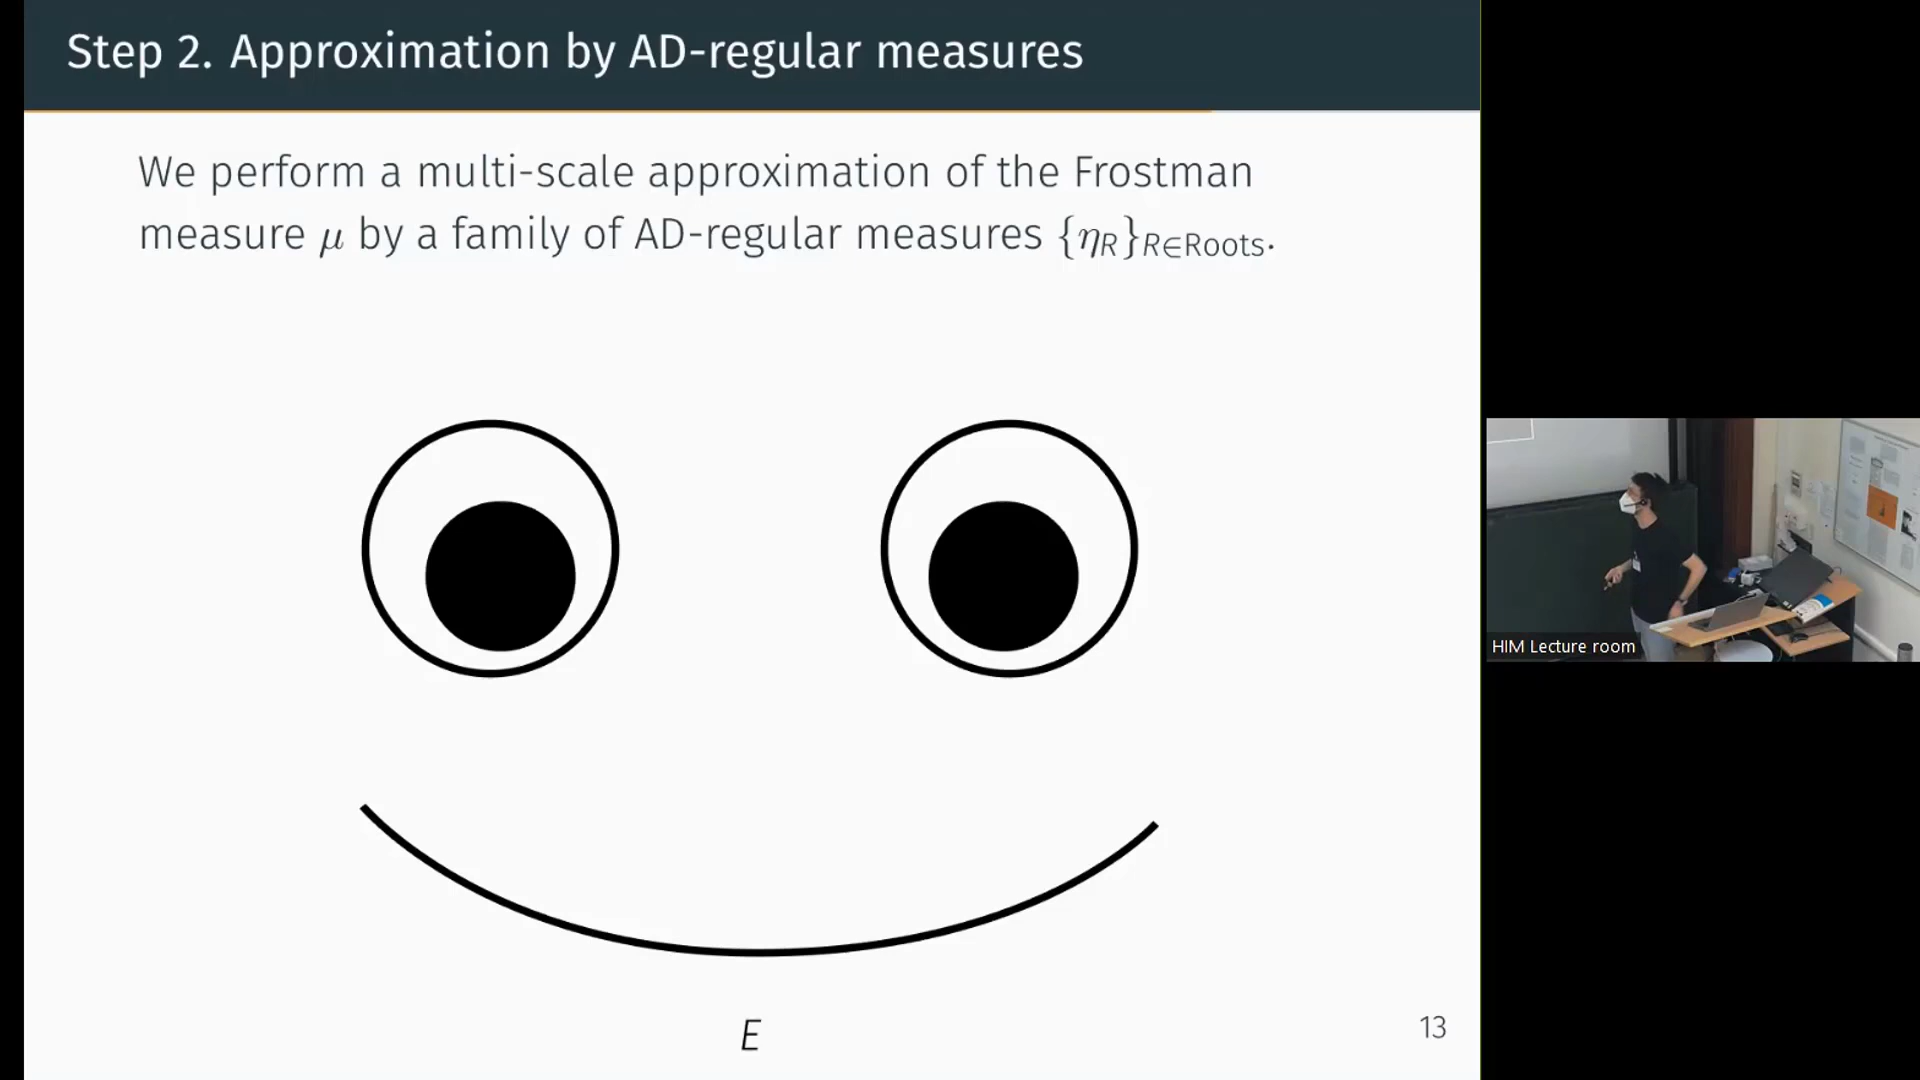 Step 2. Approximation by AD-regular measures
We perform a multi-scale approximation of the Frostman
measure μ by a family of AD-regular measures {η_R}_{R∈Roots}.
E
13
HIM Lecture room